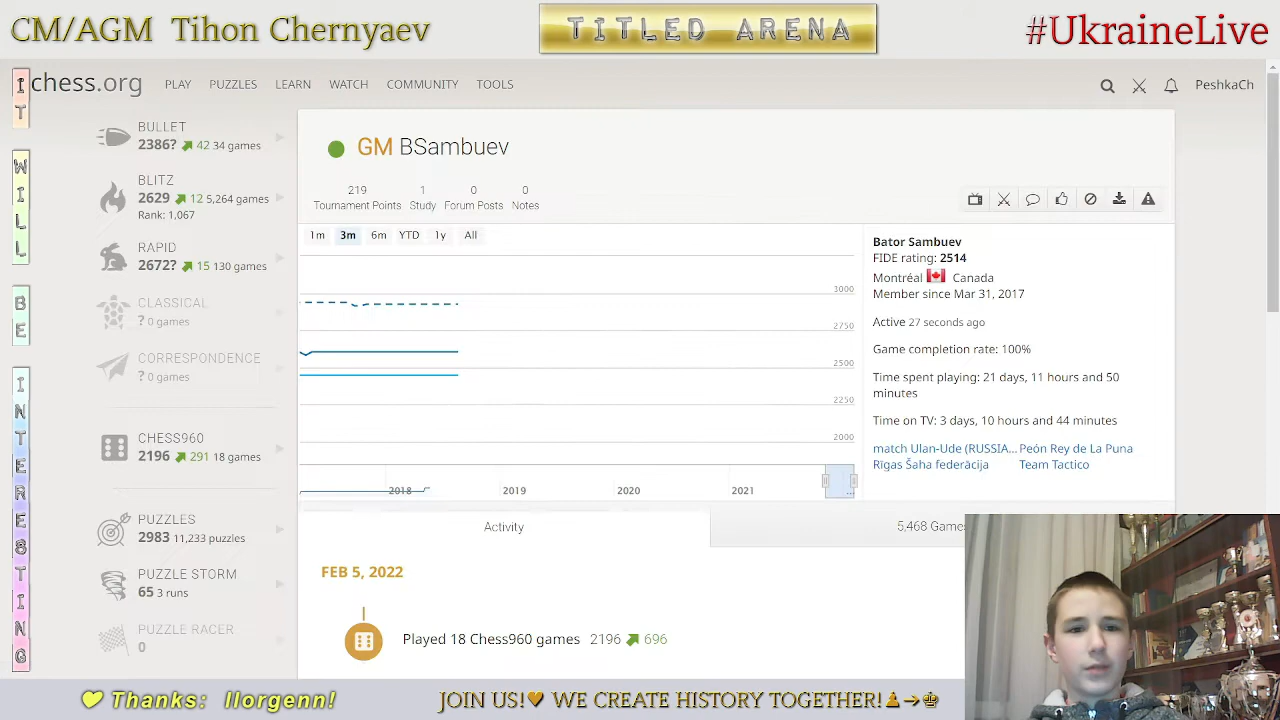 CM/AGM Tihon Chernyaev
TITLED ARENA
#UkraineLive
IT WILL BE INTERESTING
chess.org
PLAY PUZZLES LEARN WATCH COMMUNITY TOOLS
PeshkaCh
BULLET
2386? 42 34 games
BLITZ
2629 12 5,264 games
Rank: 1,067
RAPID
2672? 15 130 games
CLASSICAL
? 0 games
CORRESPONDENCE
? 0 games
CHESS960
2196 291 18 games
PUZZLES
2983 11,233 puzzles
PUZZLE STORM
65 3 runs
PUZZLE RACER
0
GM BSambuev
219 1 0 0
Tournament Points Study Forum Posts Notes
1m 3m 6m YTD 1y All
3000
2750
2500
2250
2000
2018 2019 2020 2021
Bator Sambuev
FIDE rating: 2514
Montréal Canada
Member since Mar 31, 2017
Active 27 seconds ago
Game completion rate: 100%
Time spent playing: 21 days, 11 hours and 50
minutes
Time on TV: 3 days, 10 hours and 44 minutes
match Ulan-Ude (RUSSIA... Peón Rey de La Puna
Rīgas Šaha federācija Team Tactico
Activity 5,468 Games
FEB 5, 2022
Played 18 Chess960 games 2196 696
Thanks: llorgenn!
JOIN US! WE CREATE HISTORY TOGETHER!